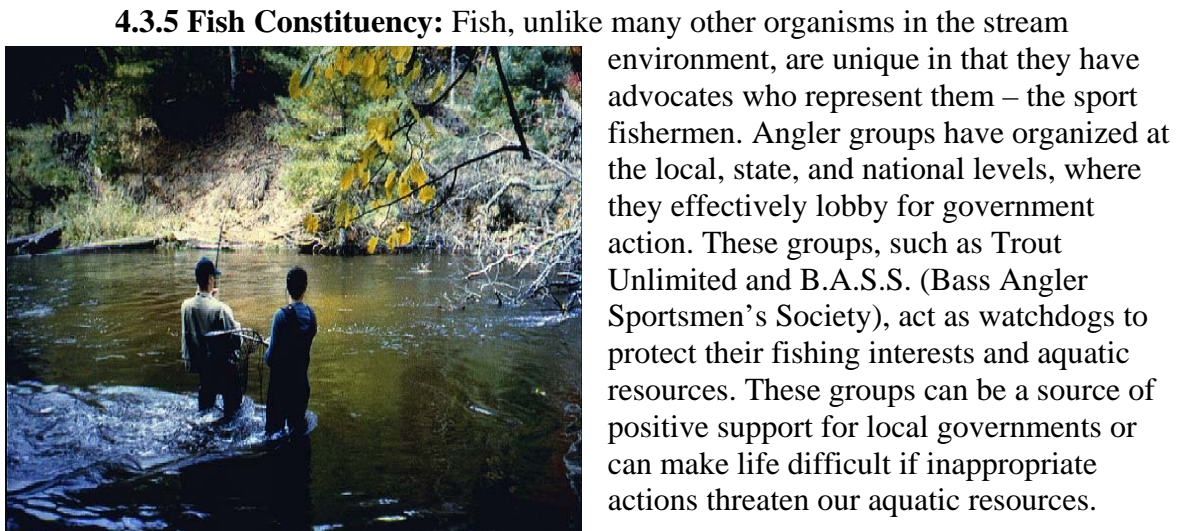 4.3.5 Fish Constituency: Fish, unlike many other organisms in the stream
environment, are unique in that they have
advocates who represent them – the sport
fishermen. Angler groups have organized at
the local, state, and national levels, where
they effectively lobby for government
action. These groups, such as Trout
Unlimited and B.A.S.S. (Bass Angler
Sportsmen’s Society), act as watchdogs to
protect their fishing interests and aquatic
resources. These groups can be a source of
positive support for local governments or
can make life difficult if inappropriate
actions threaten our aquatic resources.